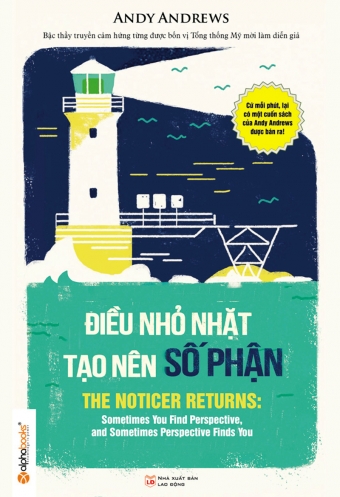 ANDY ANDREWS
Bậc thầy truyền cảm hứng từng được bốn vị Tổng thống Mỹ mời làm diễn giả
Cứ mỗi phút, lại
có một cuốn sách
của Andy Andrews
được bán ra!
ĐIỀU NHỎ NHẶT
TẠO NÊN SỐ PHẬN
THE NOTICER RETURNS:
Sometimes You Find Perspective,
and Sometimes Perspective Finds You
alphabooks
LĐ
NHÀ XUẤT BẢN
LAO ĐỘNG